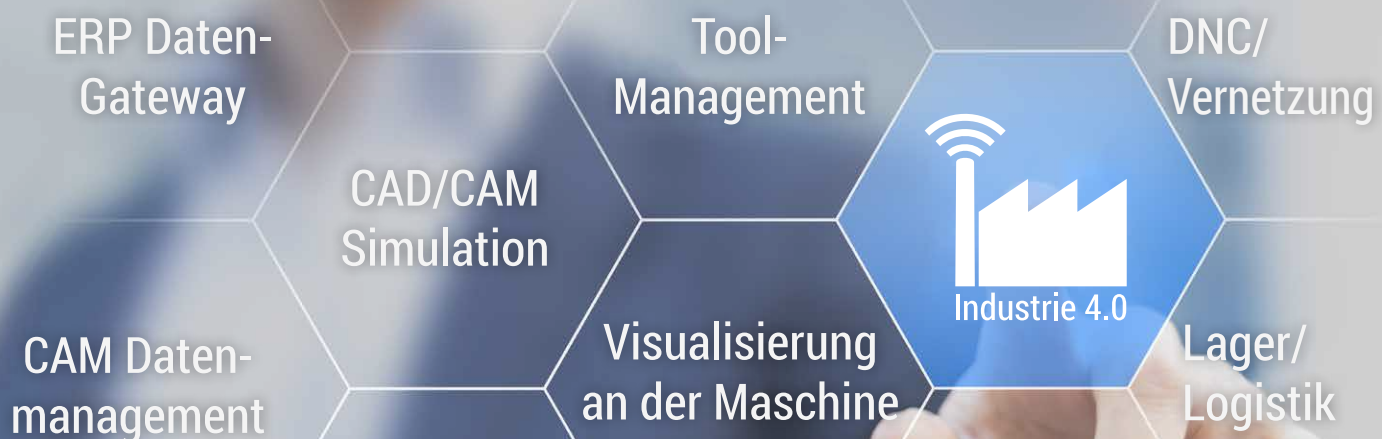 ERP Daten-
Gateway
Tool-
Management
DNC/
Vernetzung
CAD/CAM
Simulation
Industrie 4.0
CAM Daten-
management
Visualisierung
an der Maschine
Lager/
Logistik